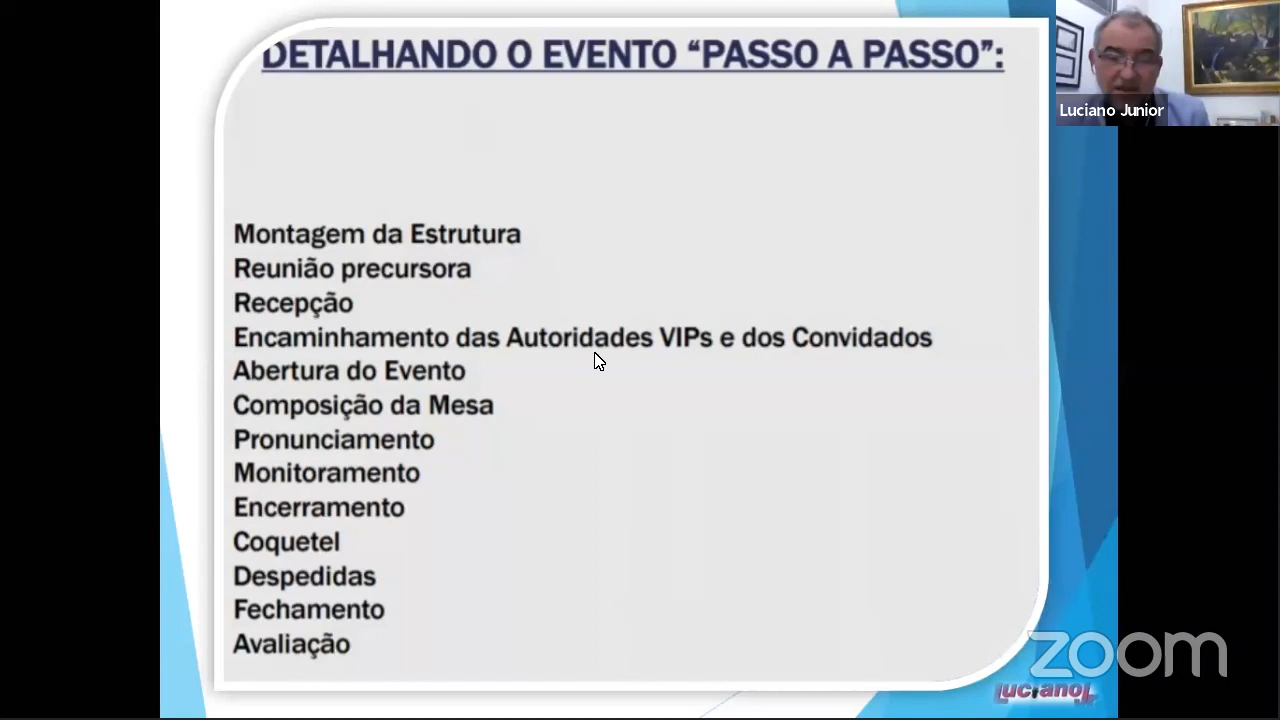 DETALHANDO O EVENTO “PASSO A PASSO”:
Luciano Junior
Montagem da Estrutura
Reunião precursora
Recepção
Encaminhamento das Autoridades VIPs e dos Convidados
Abertura do Evento
Composição da Mesa
Pronunciamento
Monitoramento
Encerramento
Coquetel
Despedidas
Fechamento
Avaliação
zoom
LucianoJr